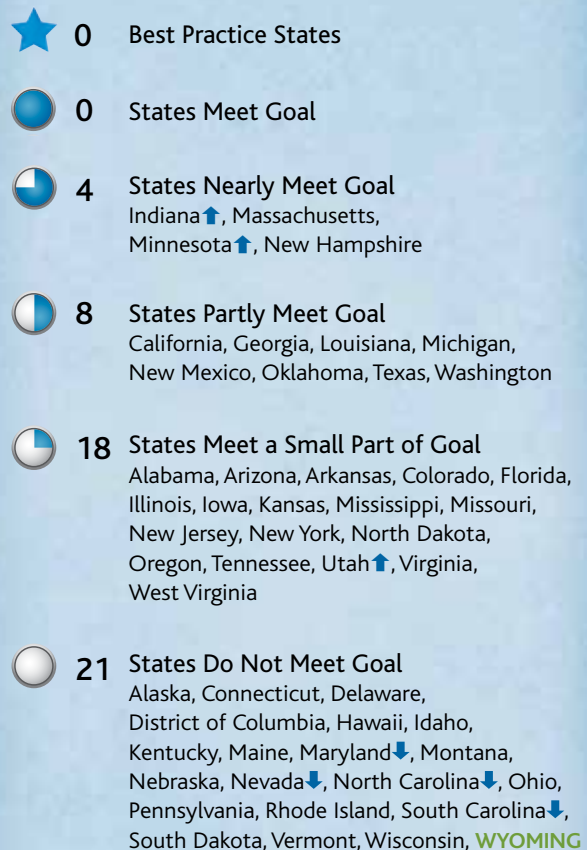 0 Best Practice States
0 States Meet Goal
4 States Nearly Meet Goal
Indiana⬆, Massachusetts,
Minnesota⬆, New Hampshire
8 States Partly Meet Goal
California, Georgia, Louisiana, Michigan,
New Mexico, Oklahoma, Texas, Washington
18 States Meet a Small Part of Goal
Alabama, Arizona, Arkansas, Colorado, Florida,
Illinois, Iowa, Kansas, Mississippi, Missouri,
New Jersey, New York, North Dakota,
Oregon, Tennessee, Utah⬆, Virginia,
West Virginia
21 States Do Not Meet Goal
Alaska, Connecticut, Delaware,
District of Columbia, Hawaii, Idaho,
Kentucky, Maine, Maryland⬇, Montana,
Nebraska, Nevada⬇, North Carolina⬇, Ohio,
Pennsylvania, Rhode Island, South Carolina⬇,
South Dakota, Vermont, Wisconsin, WYOMING